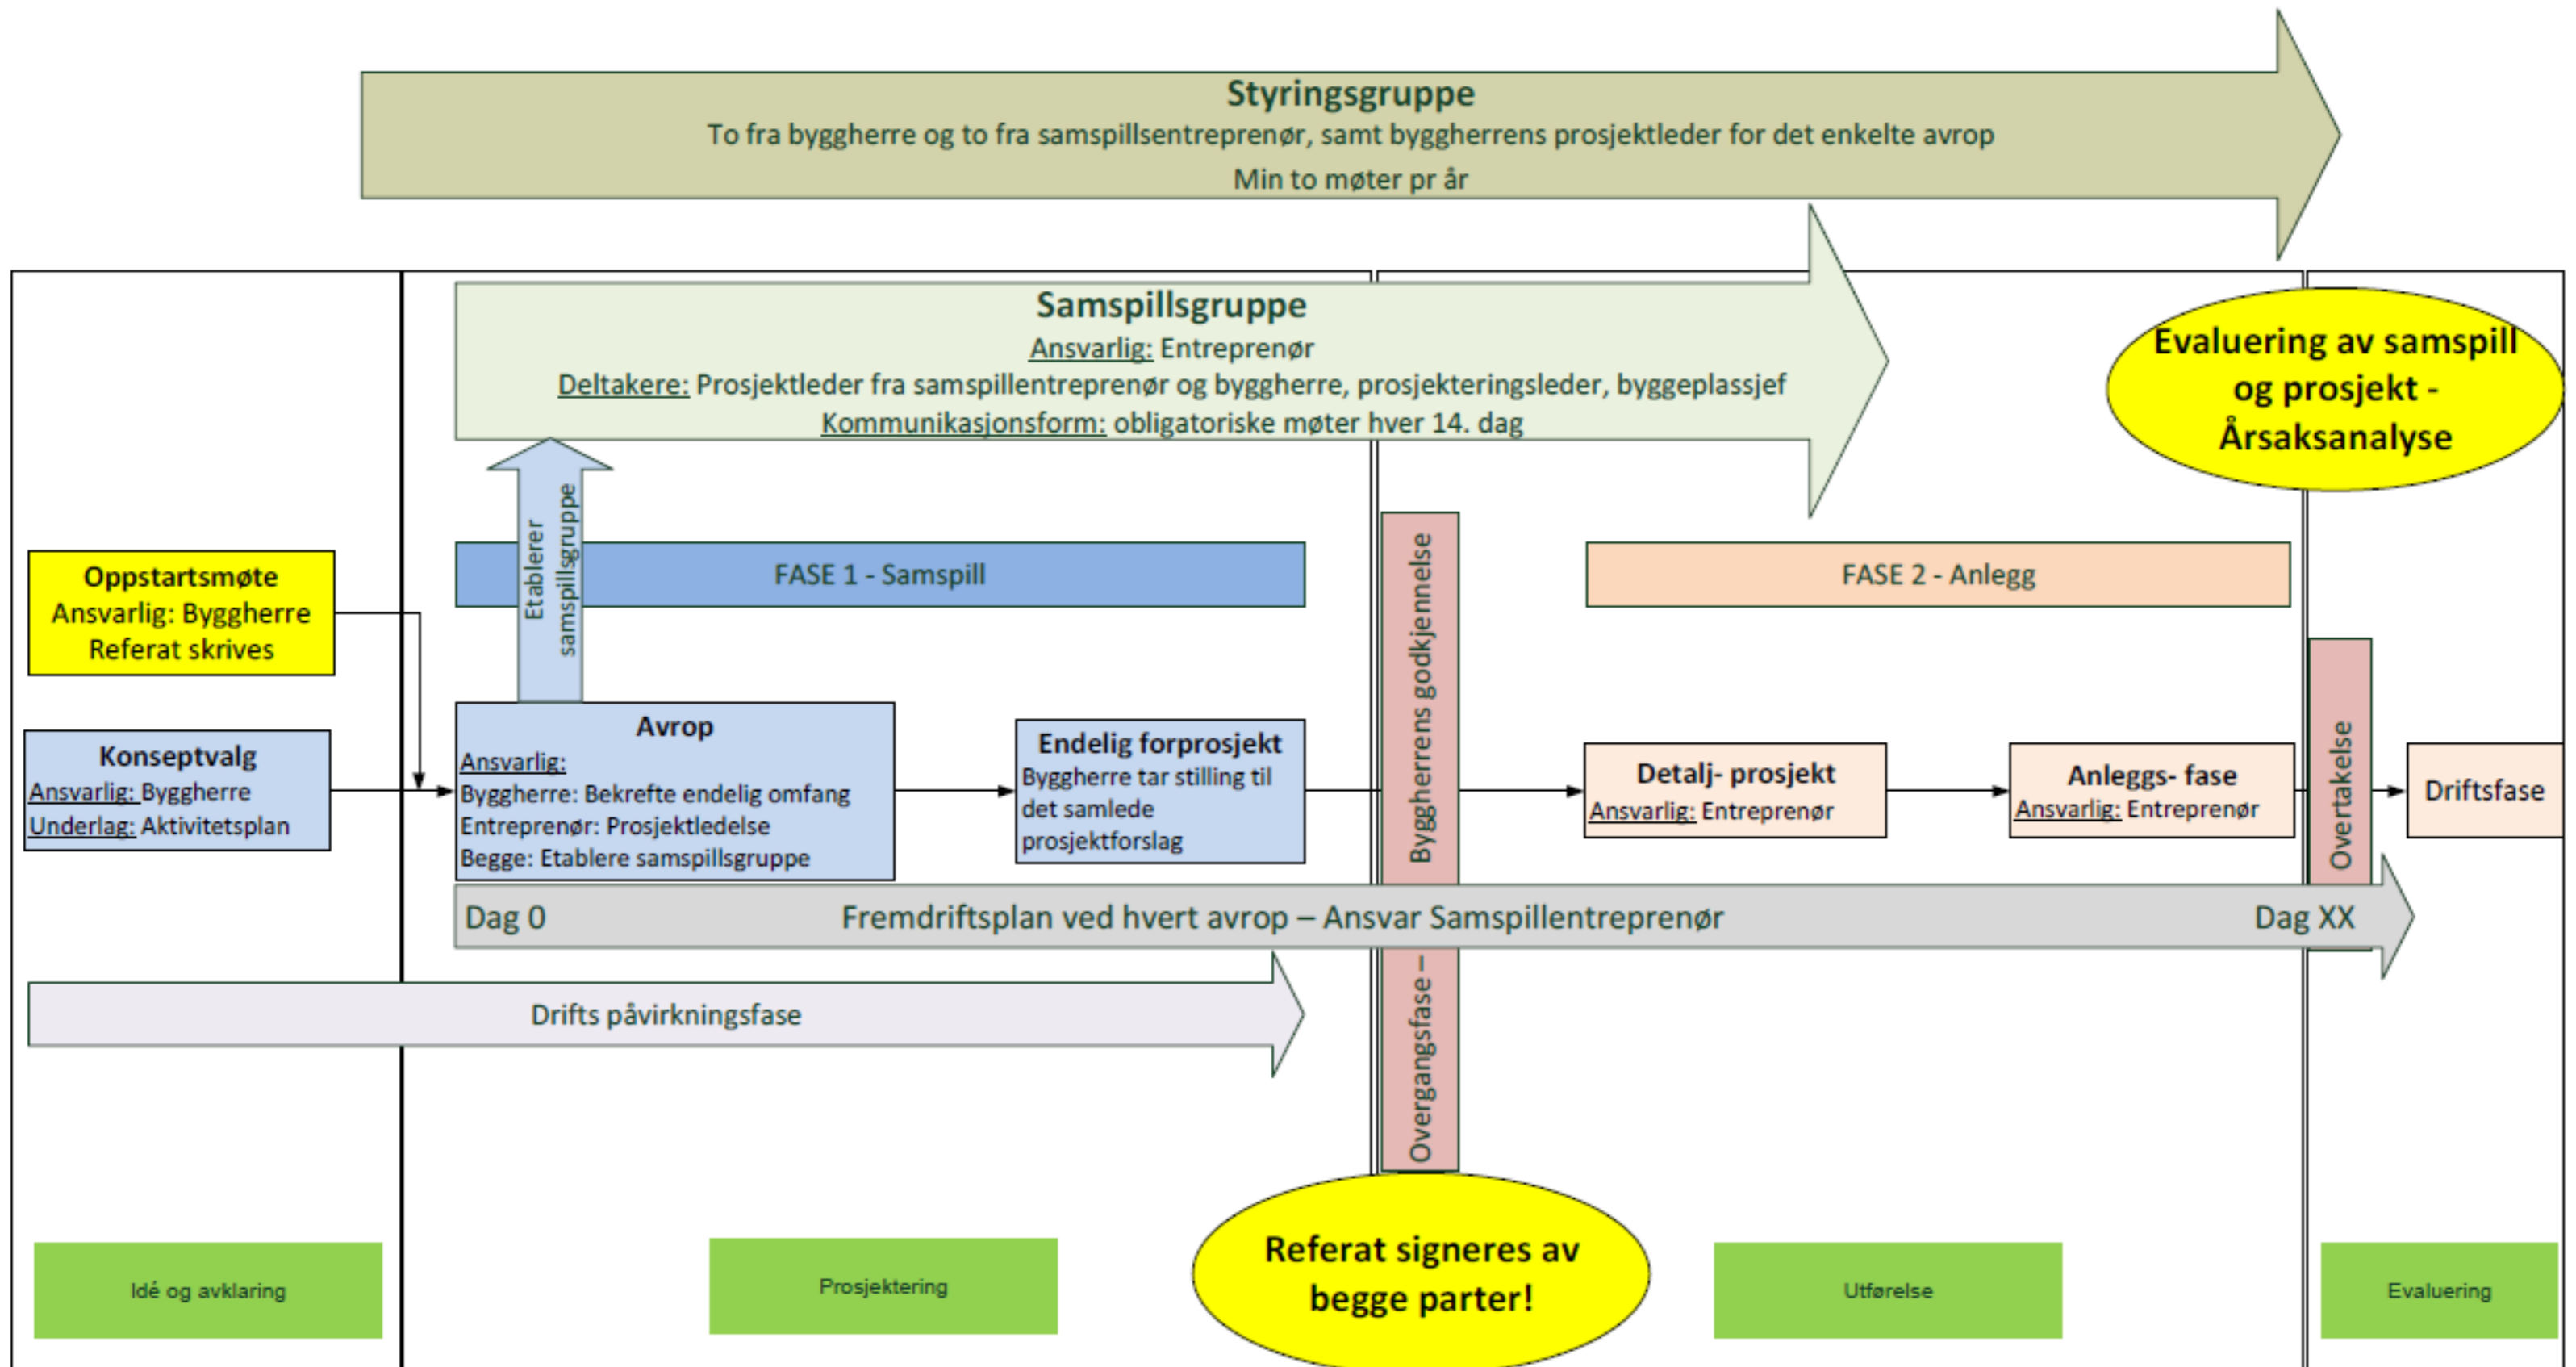 Styringsgruppe
To fra byggherre og to fra samspillsentreprenør, samt byggherrens prosjektleder for det enkelte avrop
Min to møter pr år
Samspillsgruppe
Ansvarlig: Entreprenør
Deltakere: Prosjektleder fra samspillentreprenør og byggherre, prosjekteringsleder, byggeplassjef
Kommunikasjonsform: obligatoriske møter hver 14. dag
Evaluering av samspill
og prosjekt -
Årsaksanalyse
Etablerer
samspillsgruppe
FASE 1 - Samspill
FASE 2 - Anlegg
Oppstartsmøte
Ansvarlig: Byggherre
Referat skrives
Konseptvalg
Ansvarlig: Byggherre
Underlag: Aktivitetsplan
Avrop
Ansvarlig:
Byggherre: Bekrefte endelig omfang
Entreprenør: Prosjektledelse
Begge: Etablere samspillsgruppe
Endelig forprosjekt
Byggherre tar stilling til
det samlede
prosjektforslag
Overgangsfase – Byggherrens godkjennelse
Detalj- prosjekt
Ansvarlig: Entreprenør
Anleggs- fase
Ansvarlig: Entreprenør
Overtakelse
Driftsfase
Dag 0 Fremdriftsplan ved hvert avrop – Ansvar Samspillentreprenør Dag XX
Drifts påvirkningsfase
Referat signeres av
begge parter!
Idé og avklaring
Prosjektering
Utførelse
Evaluering